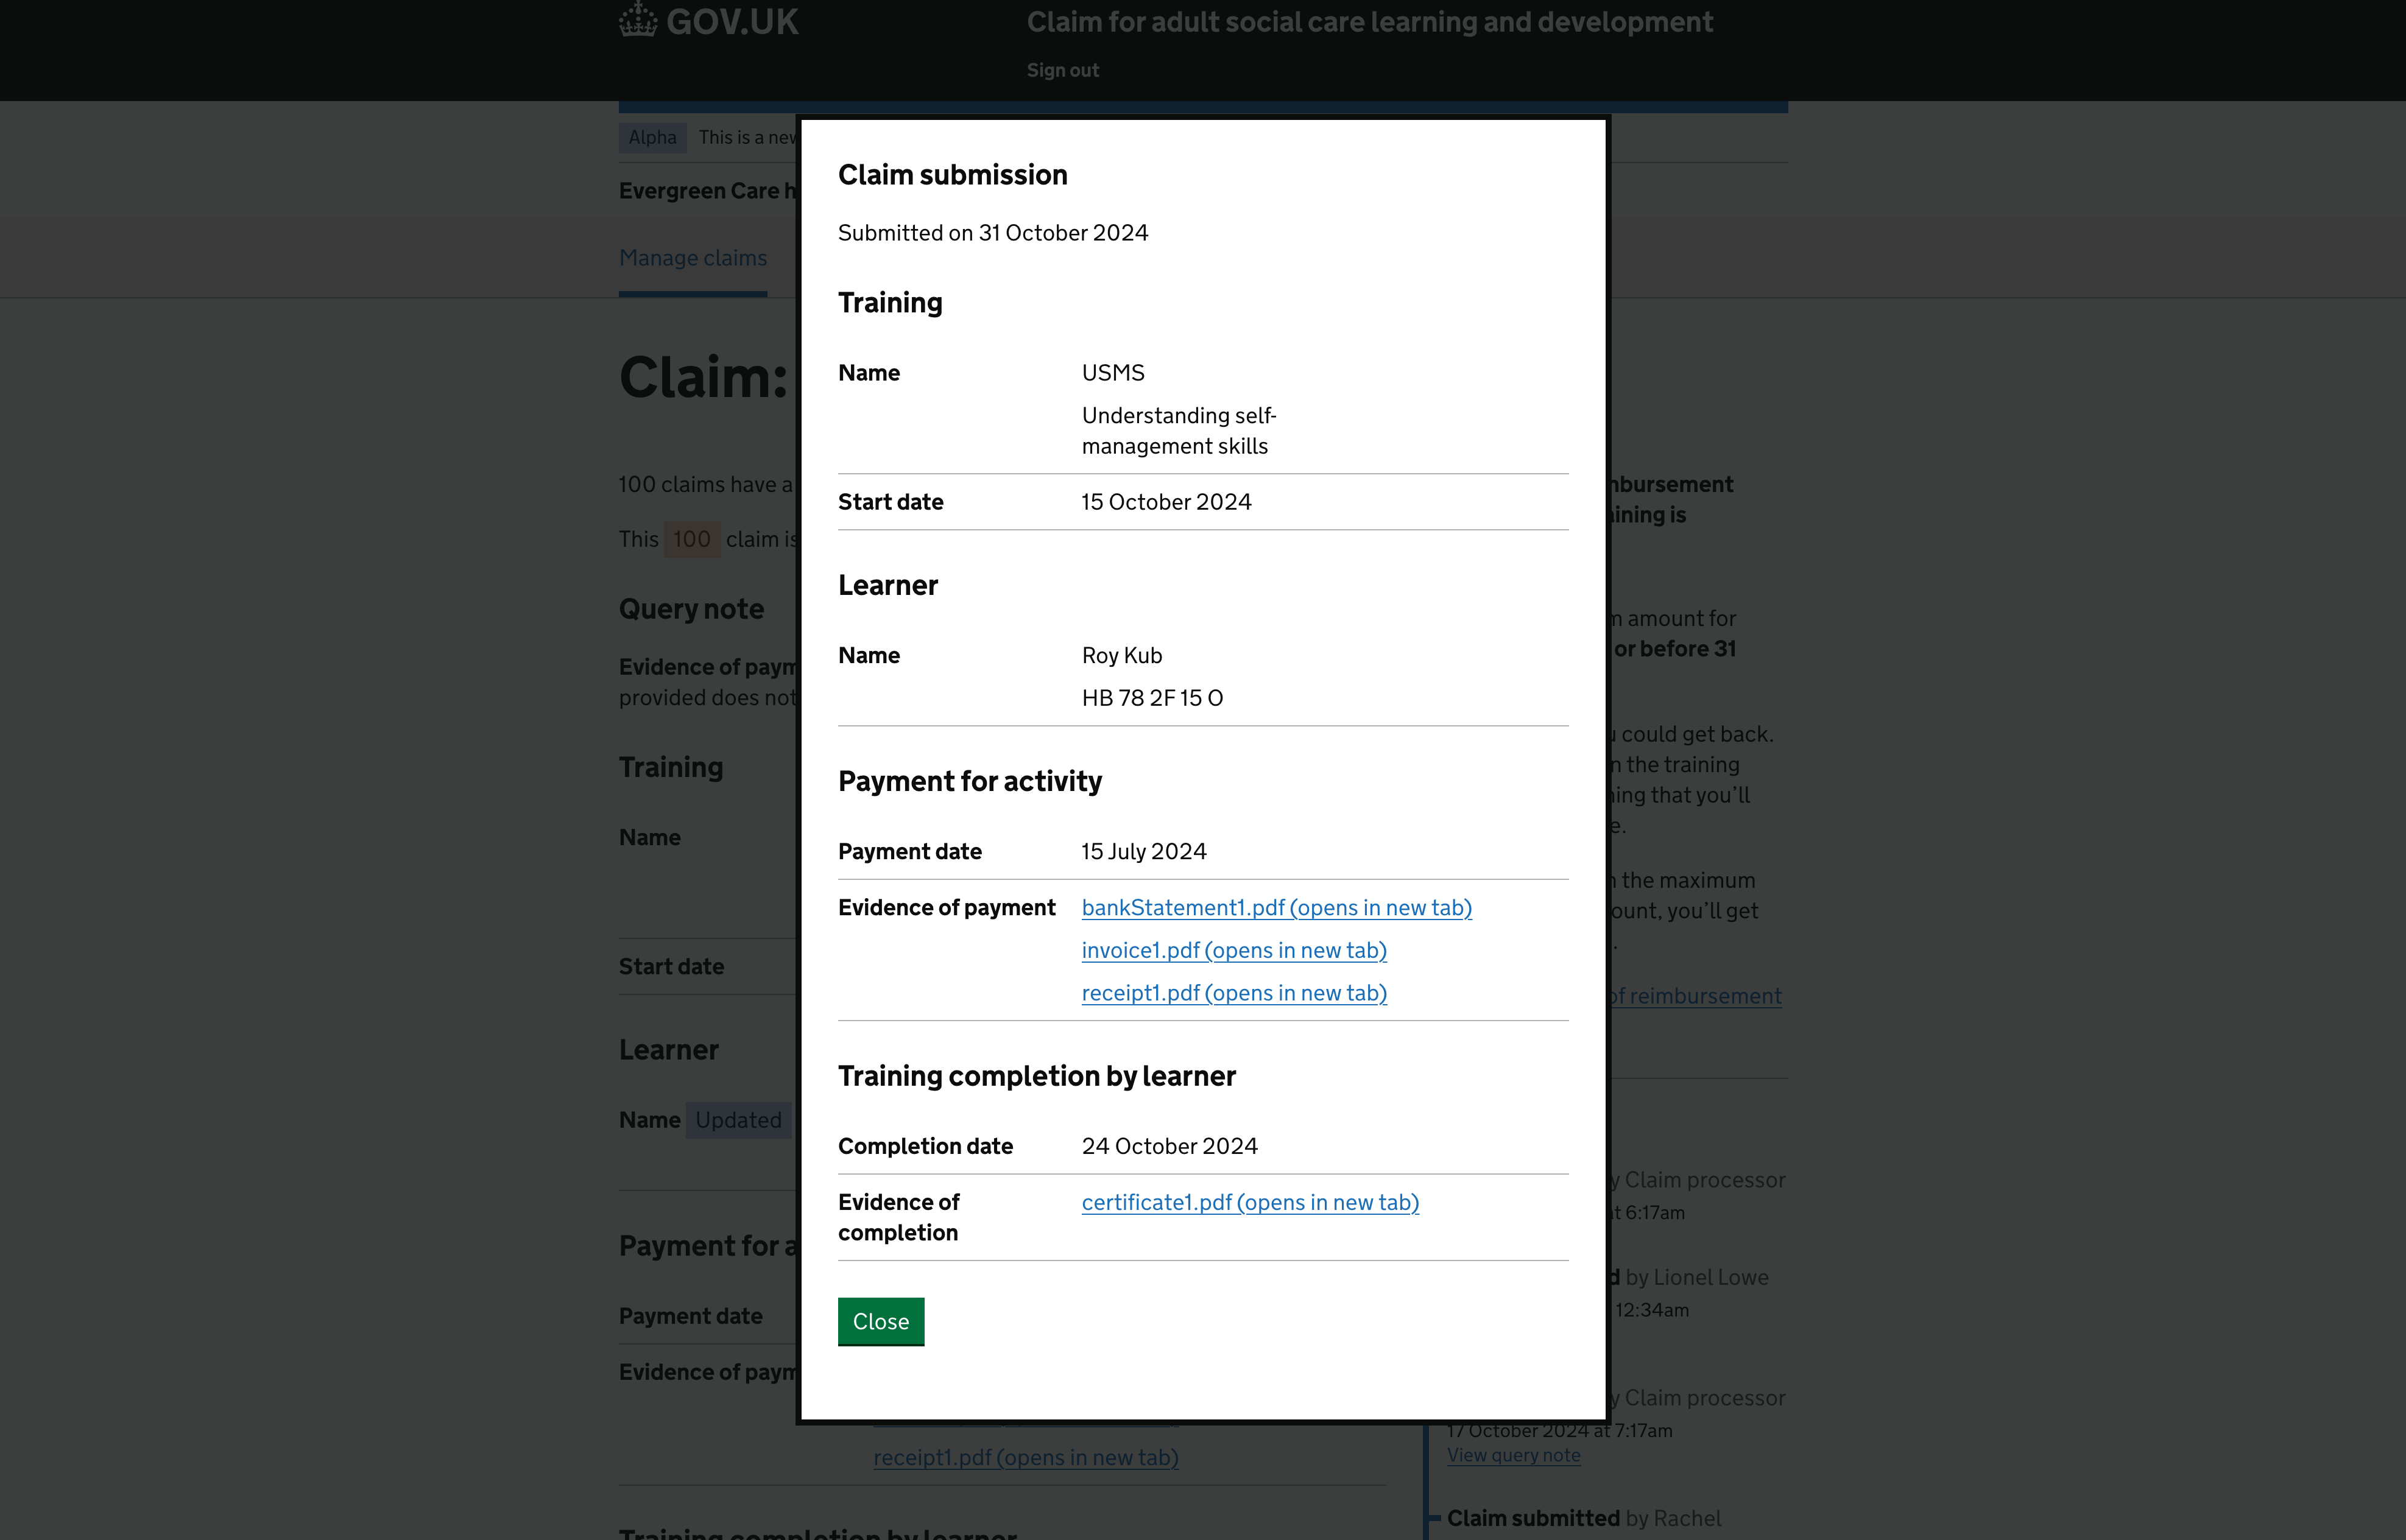 GOV.UK
Claim for adult social care learning and development
Sign out
Alpha This is a new
Evergreen Care h
Manage claims
Claim:
100 claims have a
This 100 claim is
Query note
Evidence of paym
provided does not
Training
Name
Start date
Learner
Name Updated
Payment for a
Payment date
Evidence of paym
receipt1.pdf (opens in new tab)
Training completion by learner
Claim submission
Submitted on 31 October 2024
Training
Name USMS
Understanding self-
management skills
Start date 15 October 2024
Learner
Name Roy Kub
HB 78 2F 15 O
Payment for activity
Payment date 15 July 2024
Evidence of payment bankStatement1.pdf (opens in new tab)
invoice1.pdf (opens in new tab)
receipt1.pdf (opens in new tab)
Training completion by learner
Completion date 24 October 2024
Evidence of certificate1.pdf (opens in new tab)
completion
Close
nbursement
ining is
m amount for
or before 31
u could get back.
n the training
ning that you'll
e.
n the maximum
ount, you'll get
.
of reimbursement
y Claim processor
at 6:17am
d by Lionel Lowe
12:34am
y Claim processor
17 October 2024 at 7:17am
View query note
Claim submitted by Rachel